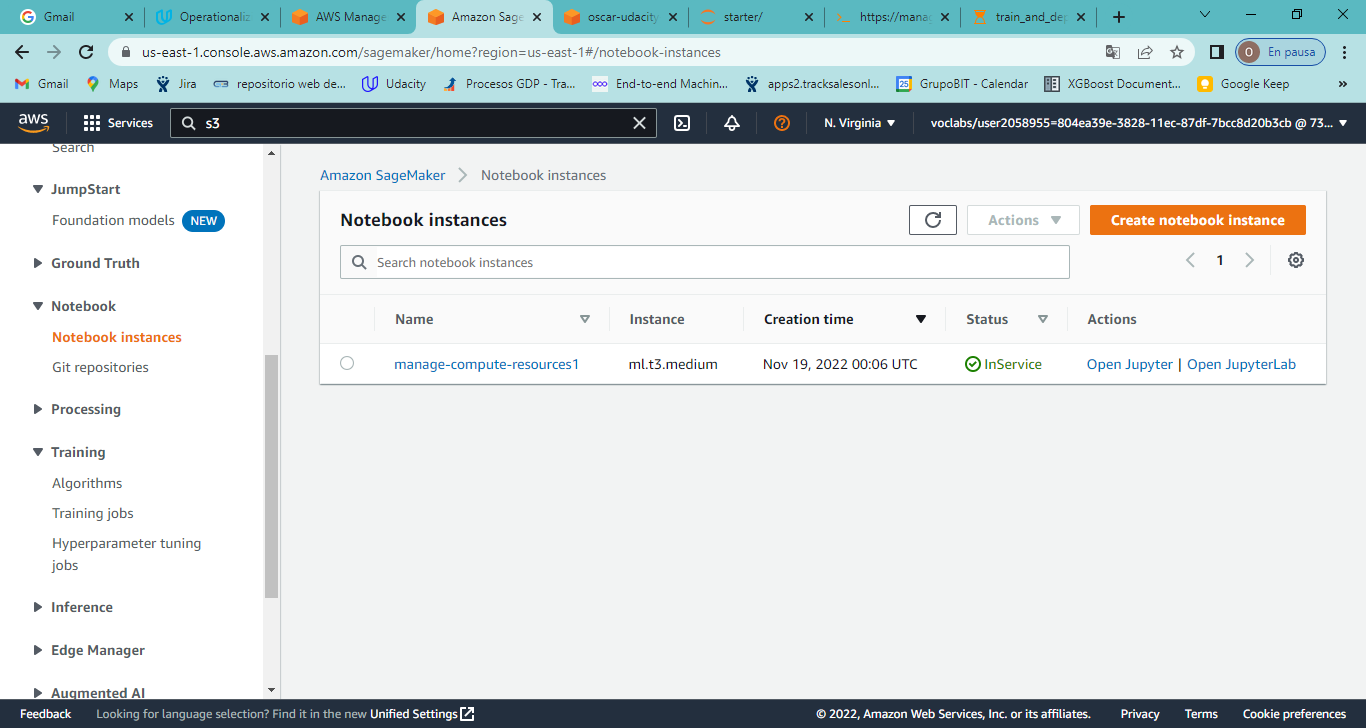 Gmail
Operationaliz
AWS Manage
Amazon Sage
oscar-udacity
starter/
https://mana
train_and_dep
us-east-1.console.aws.amazon.com/sagemaker/home?region=us-east-1#/notebook-instances
O En pausa
Gmail
Maps
Jira
repositorio web de...
Udacity
Procesos GDP - Tra...
End-to-end Machin...
apps2.tracksalesonl...
GrupoBIT - Calendar
XGBoost Document...
Google Keep
»
aws
Services
s3
N. Virginia
voclabs/user2058955=804ea39e-3828-11ec-87df-7bcc8d20b3cb @ 73...
Search
JumpStart
Foundation models NEW
Ground Truth
Notebook
Notebook instances
Git repositories
Processing
Training
Algorithms
Training jobs
Hyperparameter tuning
jobs
Inference
Edge Manager
Augmented AI
Amazon SageMaker
Notebook instances
Notebook instances
Actions
Create notebook instance
Search notebook instances
1
Name Instance Creation time Status Actions
manage-compute-resources1 ml.t3.medium Nov 19, 2022 00:06 UTC InService Open Jupyter | Open JupyterLab
Feedback
Looking for language selection? Find it in the new Unified Settings
© 2022, Amazon Web Services, Inc. or its affiliates.
Privacy
Terms
Cookie preferences